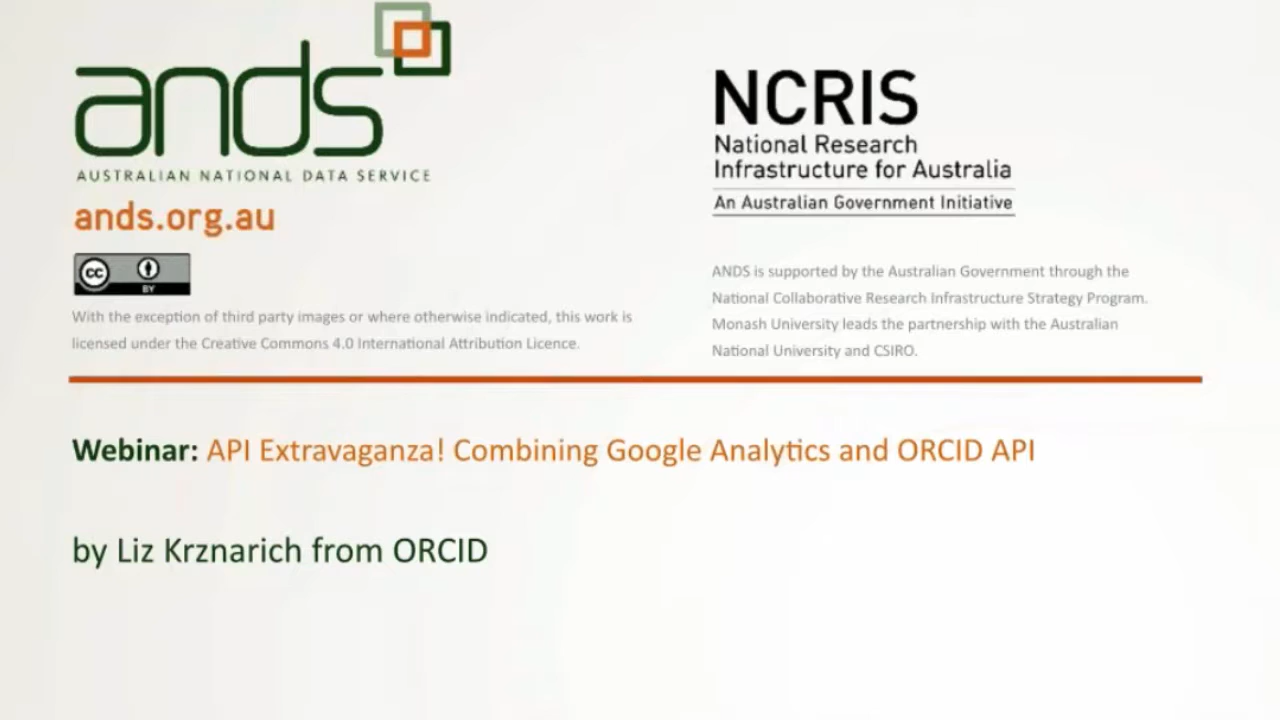 ands
AUSTRALIAN NATIONAL DATA SERVICE
ands.org.au
cc
BY
With the exception of third party images or where otherwise indicated, this work is
licensed under the Creative Commons 4.0 International Attribution Licence.
NCRIS
National Research
Infrastructure for Australia
An Australian Government Initiative
ANDS is supported by the Australian Government through the
National Collaborative Research Infrastructure Strategy Program.
Monash University leads the partnership with the Australian
National University and CSIRO.
Webinar: API Extravaganza! Combining Google Analytics and ORCID API
by Liz Krznarich from ORCID